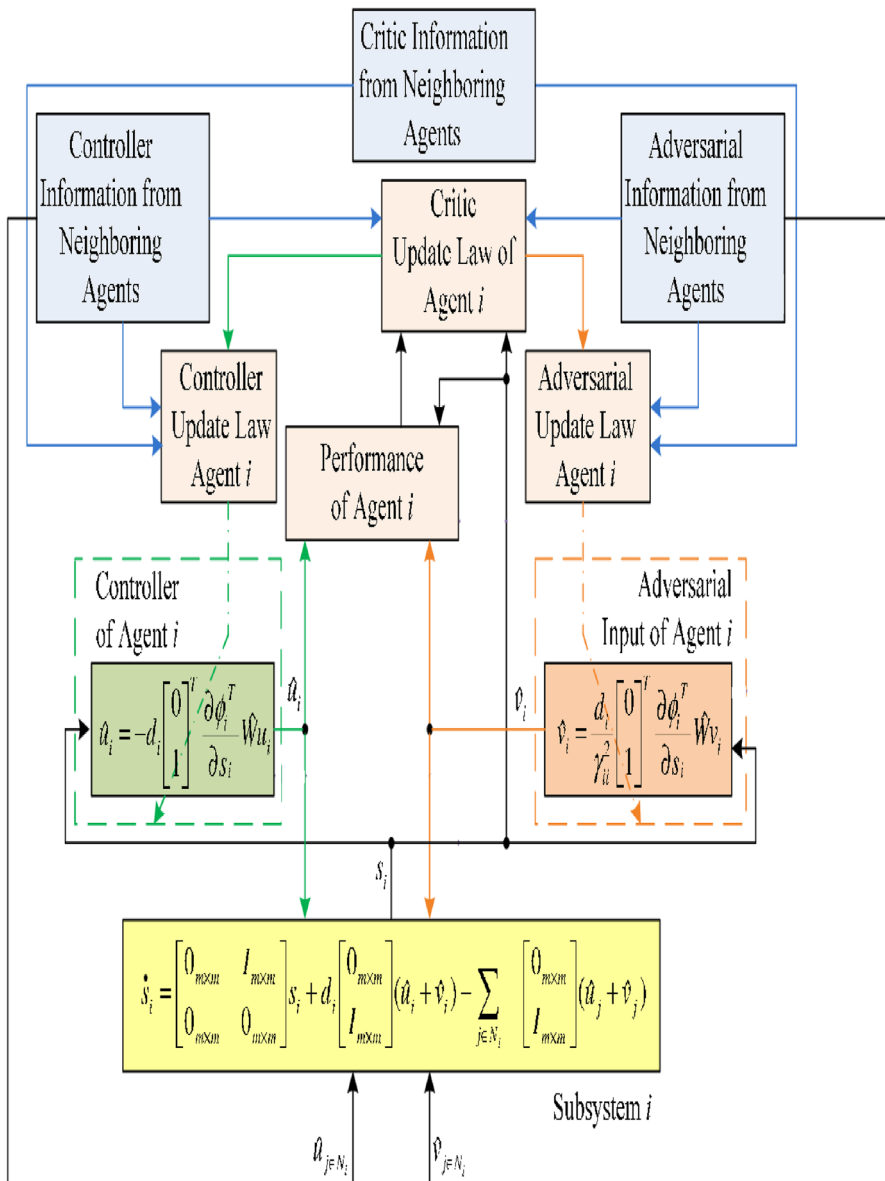 Critic Information
from Neighboring
Agents
Controller
Information from
Neighboring
Agents
Adversarial
Information from
Neighboring
Agents
Critic
Update Law of
Agent i
Controller
Update Law
Agent i
Adversarial
Update Law
Agent i
Performance
of Agent i
Controller
of Agent i
Adversarial
Input of Agent i
û_i = -d_i [0 1]^T ∂ϕ_i^T/∂s_i Ŵu_i
û_i
v̂_i
v̂_i = d_i/γ_ii^2 [0 1]^T ∂ϕ_i^T/∂s_i Ŵv_i
s_i
ṡ_i = [0_{m×m} I_{m×m}; 0_{m×m} 0_{m×m}] s_i + d_i [0_{m×m}; I_{m×m}] (û_i + v̂_i) - ∑_{j∈N_i} [0_{m×m}; I_{m×m}] (û_j + v̂_j)
Subsystem i
û_{j∈N_i}
v̂_{j∈N_i}